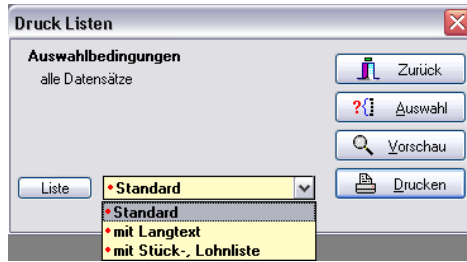 Druck Listen
Auswahlbedingungen
alle Datensätze
Zurück
?{ Auswahl
Vorschau
Drucken
Liste
•Standard
•Standard
•mit Langtext
•mit Stück-, Lohnliste